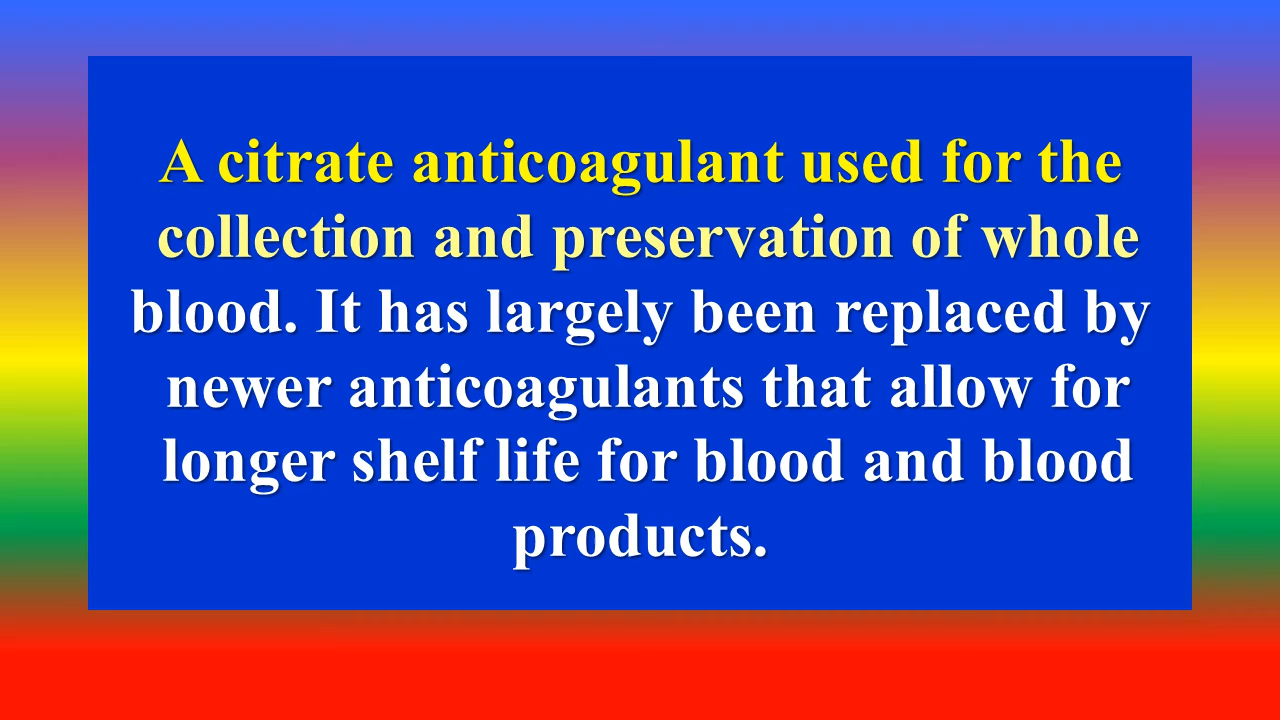 A citrate anticoagulant used for the
collection and preservation of whole
blood. It has largely been replaced by
newer anticoagulants that allow for
longer shelf life for blood and blood
products.